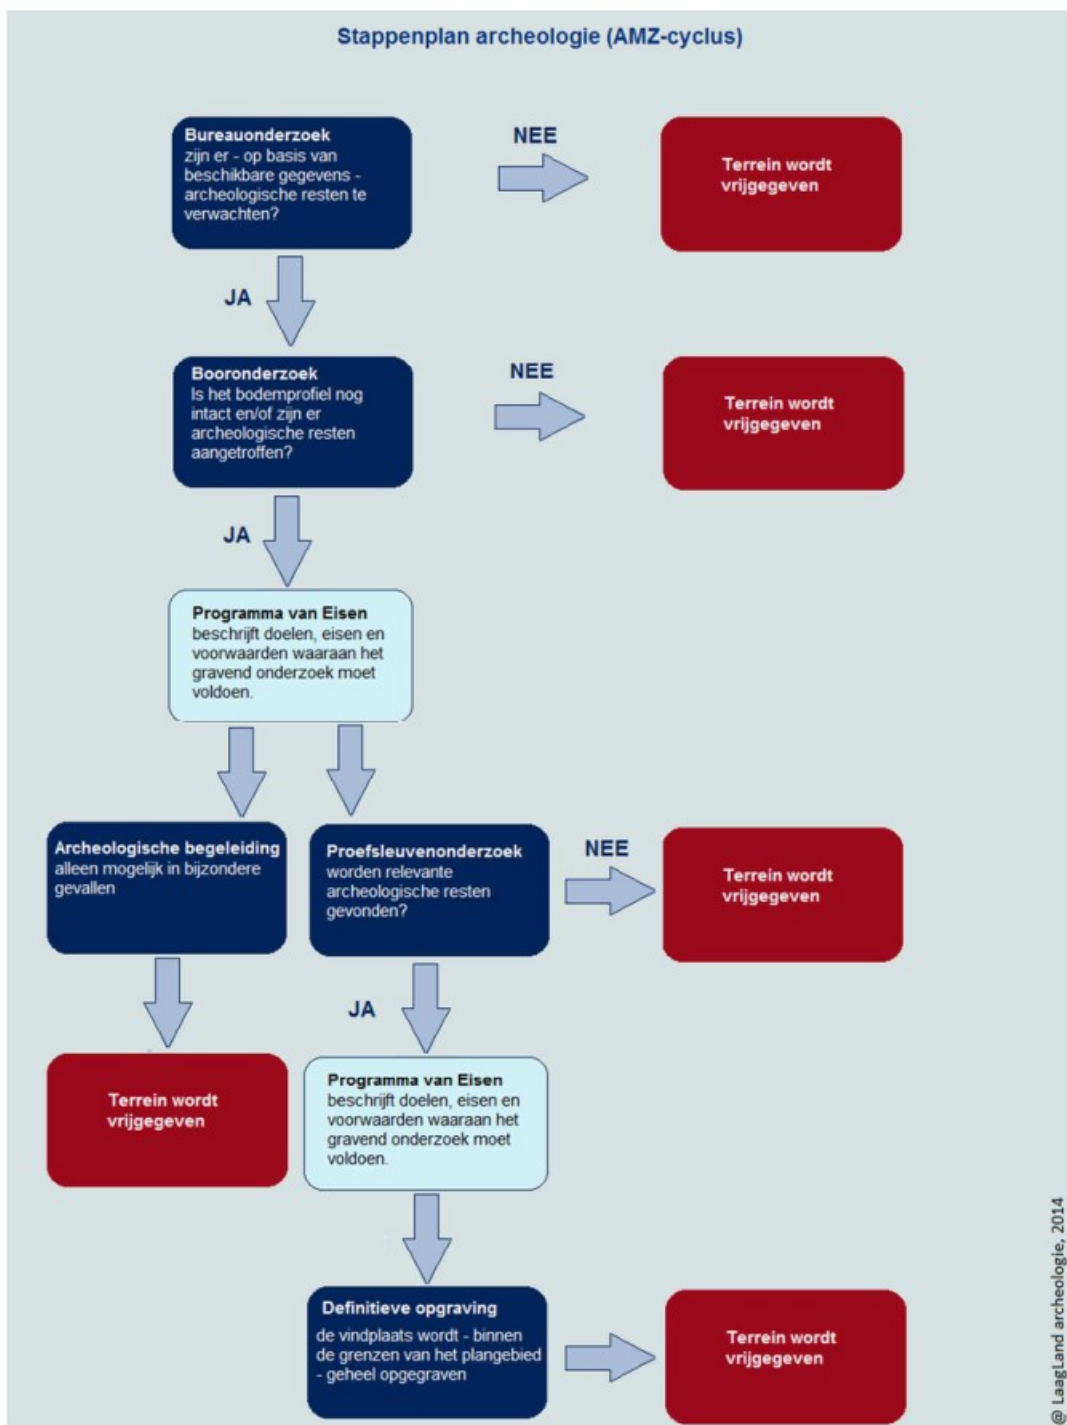 Stappenplan archeologie (AMZ-cyclus)
Bureauonderzoek
zijn er - op basis van
beschikbare gegevens -
archeologische resten te
verwachten?
NEE
Terrein wordt
vrijgegeven
JA
Booronderzoek
Is het bodemprofiel nog
intact en/of zijn er
archeologische resten
aangetroffen?
NEE
Terrein wordt
vrijgegeven
JA
Programma van Eisen
beschrijft doelen, eisen en
voorwaarden waaraan het
gravend onderzoek moet
voldoen.
Archeologische begeleiding
alleen mogelijk in bijzondere
gevallen
Proefsleuvenonderzoek
worden relevante
archeologische resten
gevonden?
NEE
Terrein wordt
vrijgegeven
JA
Terrein wordt
vrijgegeven
Programma van Eisen
beschrijft doelen, eisen en
voorwaarden waaraan het
gravend onderzoek moet
voldoen.
Definitieve opgraving
de vindplaats wordt - binnen
de grenzen van het plangebied
- geheel opgegraven
Terrein wordt
vrijgegeven
@ LaagLand archeologie, 2014